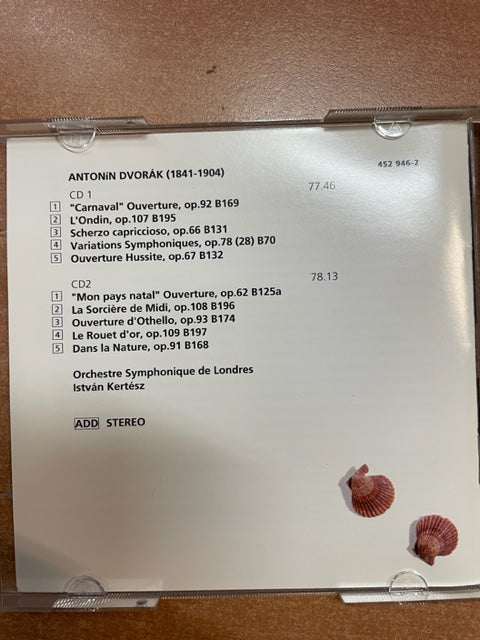 452 946-2
ANTONíN DVORÁK (1841-1904)
CD 1 77.46
1 "Carnaval" Ouverture, op.92 B169
2 L'Ondin, op.107 B195
3 Scherzo capriccioso, op.66 B131
4 Variations Symphoniques, op.78 (28) B70
5 Ouverture Hussite, op.67 B132
CD2 78.13
1 "Mon pays natal" Ouverture, op.62 B125a
2 La Sorcière de Midi, op.108 B196
3 Ouverture d'Othello, op.93 B174
4 Le Rouet d'or, op.109 B197
5 Dans la Nature, op.91 B168
Orchestre Symphonique de Londres
István Kertész
ADD STEREO